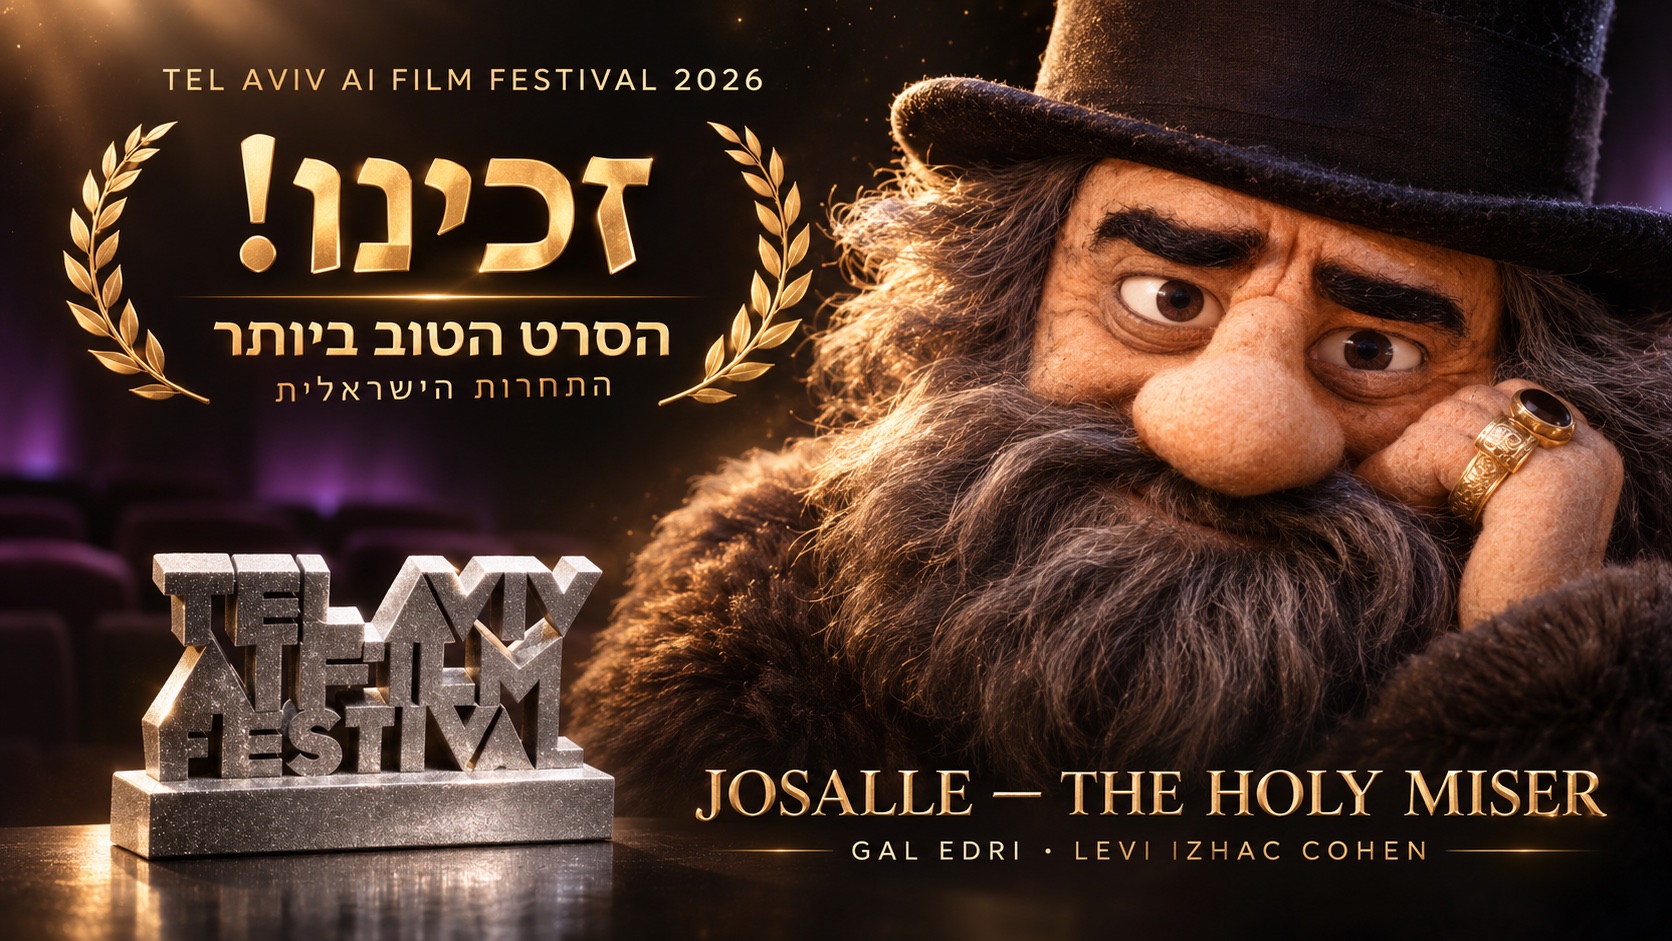 TEL AVIV AI FILM FESTIVAL 2026
זכינו!
הסרט הטוב ביותר
התחרות הישראלית
TEL AVIV
AI FILM
FESTIVAL
JOSALLE — THE HOLY MISER
GAL EDRI • LEVI IZHAC COHEN